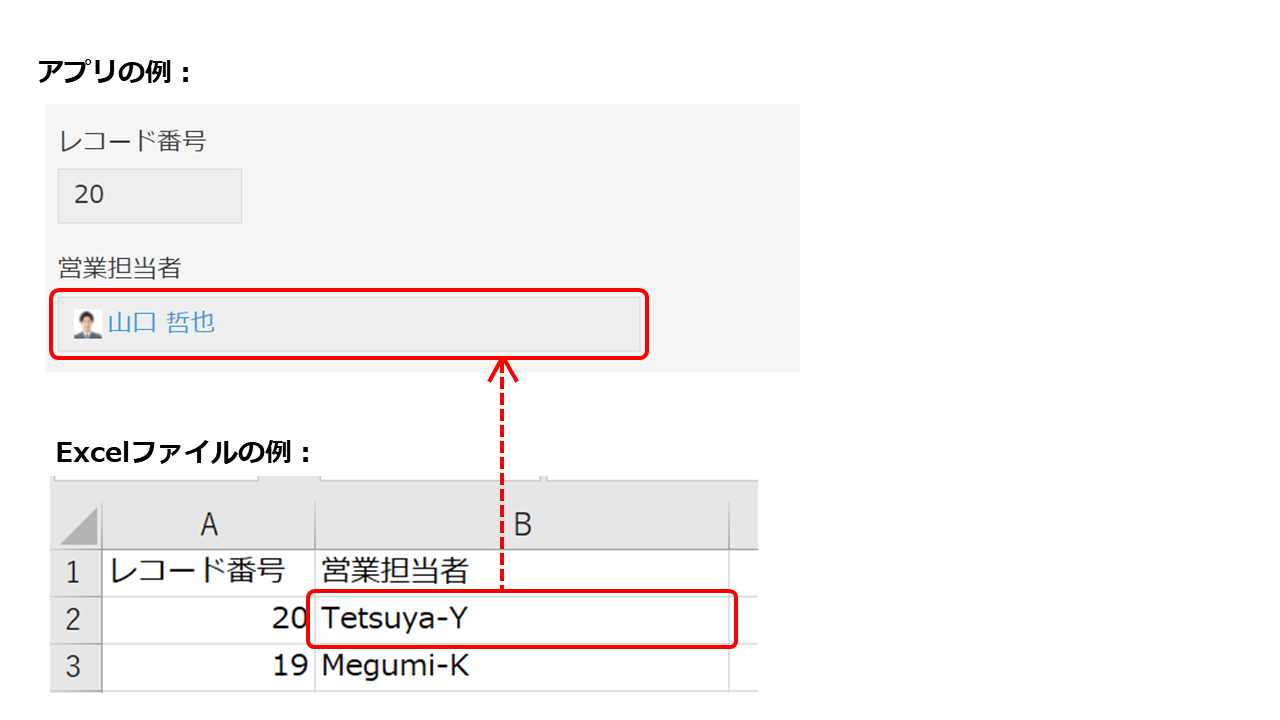 アプリの例：
レコード番号
20
営業担当者
山口 哲也
Excelファイルの例：
A B
1 レコード番号 営業担当者
2 20 Tetsuya-Y
3 19 Megumi-K